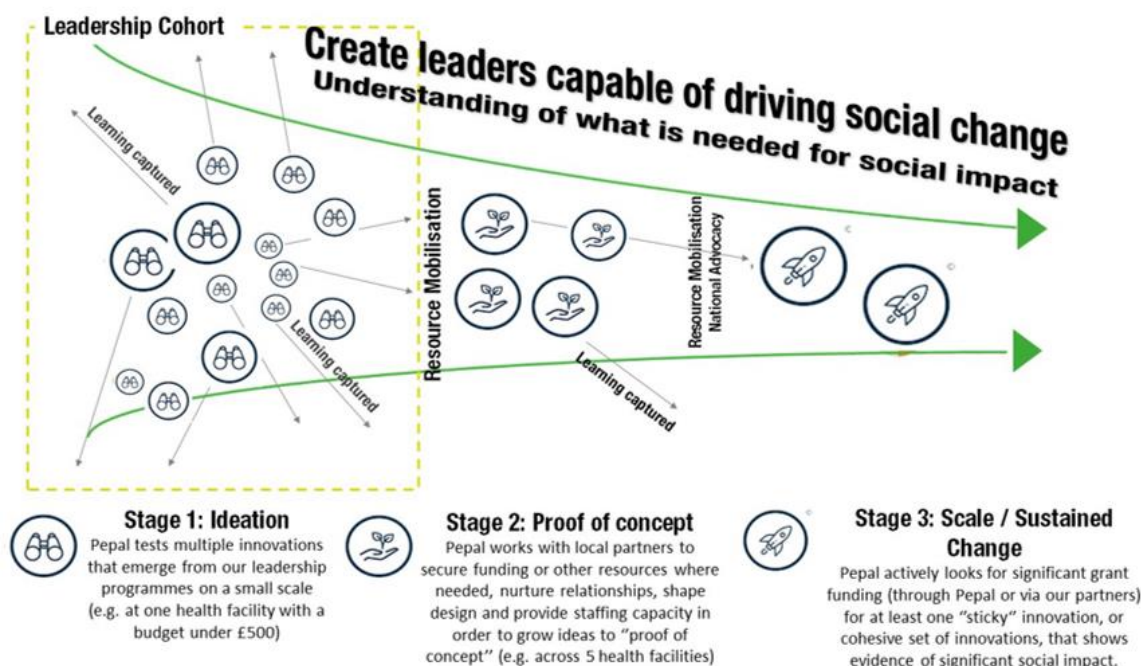 Leadership Cohort
Create leaders capable of driving social change
Understanding of what is needed for social impact
Learning captured
Learning captured
Resource Mobilisation
Learning captured
Resource Mobilisation
National Advocacy
©
©
Stage 1: Ideation
Pepal tests multiple innovations
that emerge from our leadership
programmes on a small scale
(e.g. at one health facility with a
budget under £500)
Stage 2: Proof of concept
Pepal works with local partners to
secure funding or other resources where
needed, nurture relationships, shape
design and provide staffing capacity in
order to grow ideas to "proof of
concept" (e.g. across 5 health facilities)
©
Stage 3: Scale / Sustained
Change
Pepal actively looks for significant grant
funding (through Pepal or via our partners)
for at least one "sticky" innovation, or
cohesive set of innovations, that shows
evidence of significant social impact.